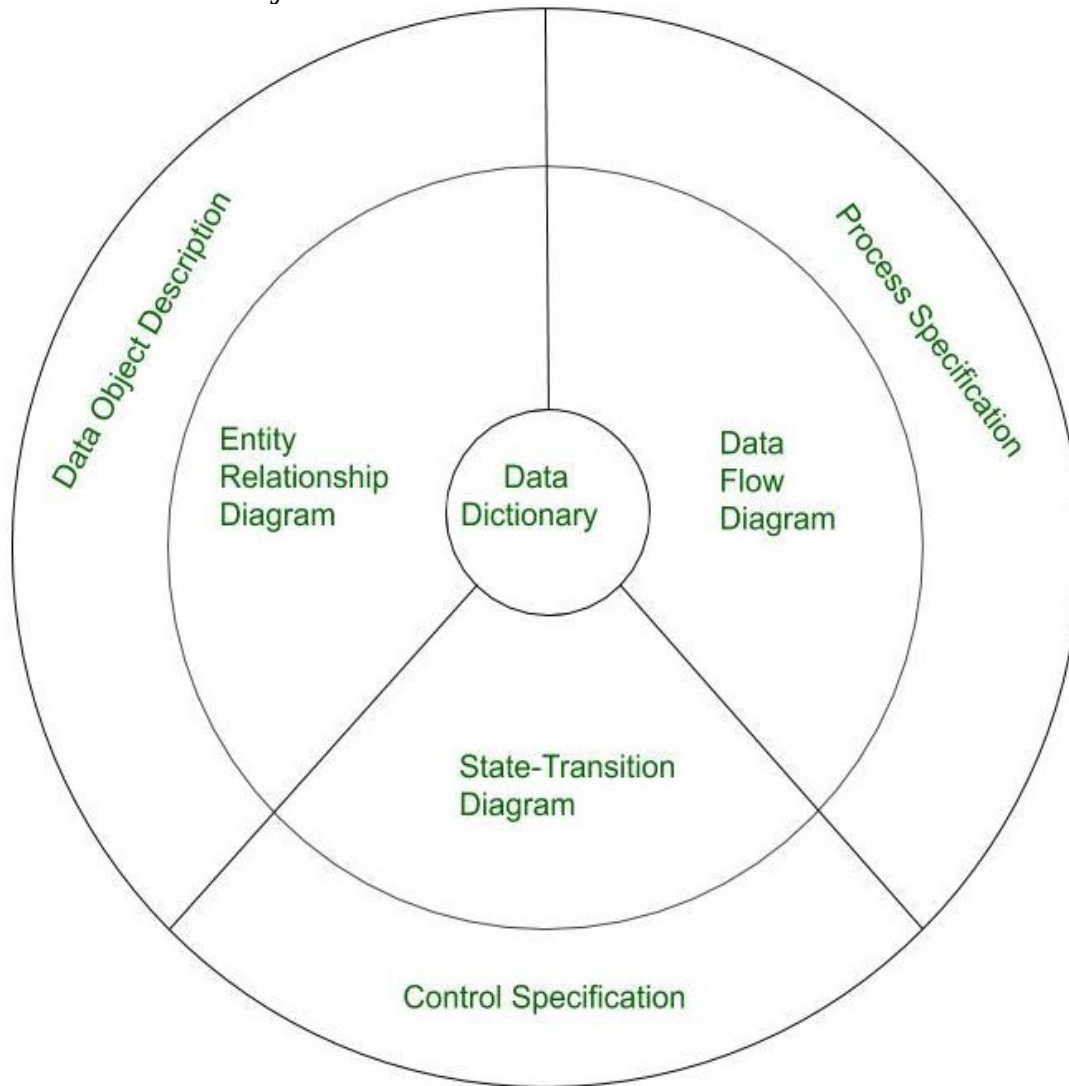 Data Object Description
Process Specification
Entity
Relationship
Diagram
Data
Dictionary
Data
Flow
Diagram
State-Transition
Diagram
Control Specification